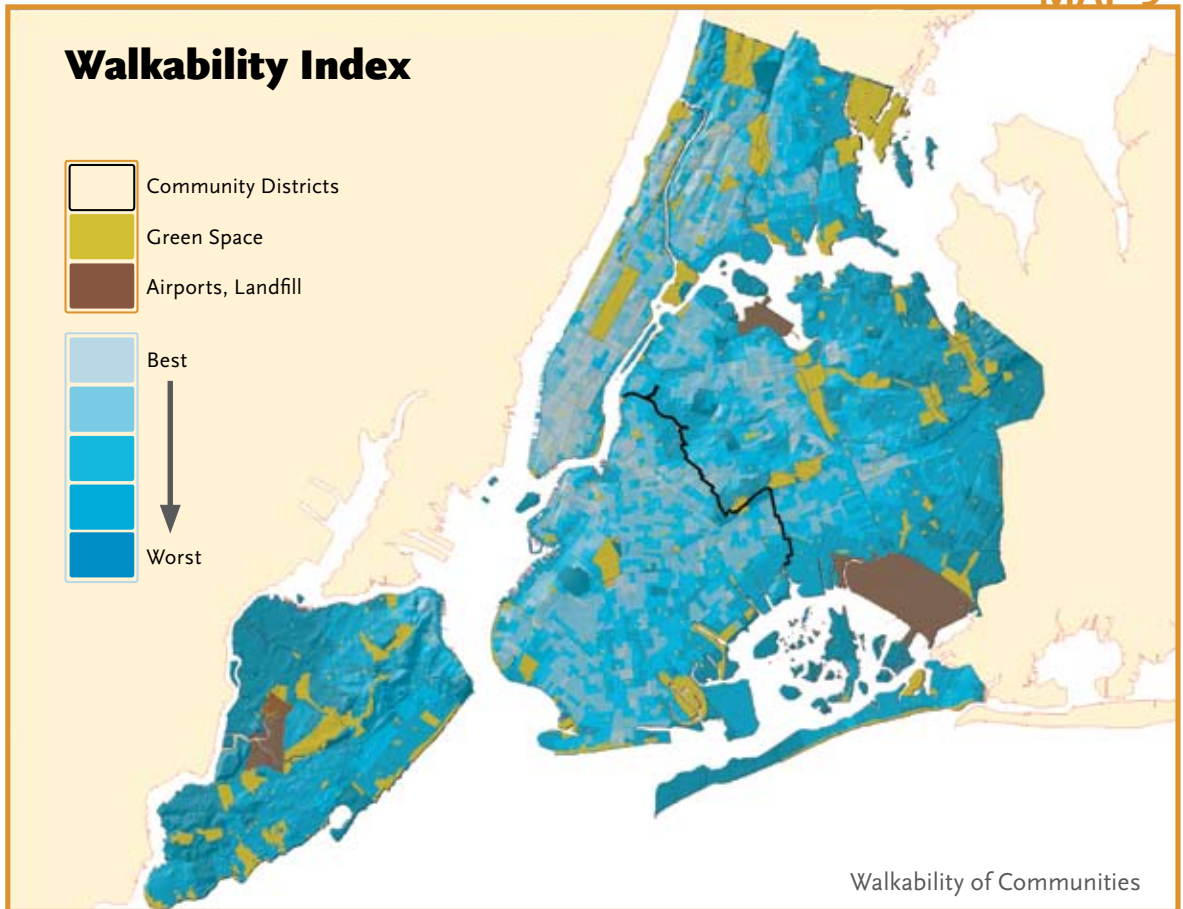 Walkability Index
Community Districts
Green Space
Airports, Landfill
Best
Worst
Walkability of Communities